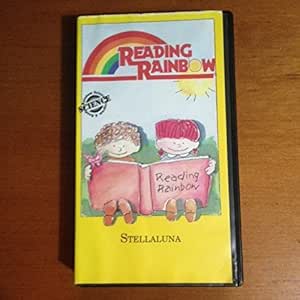 READING
RAINBOW
SCIENCE
Reading
Rainbow
STELLALUNA